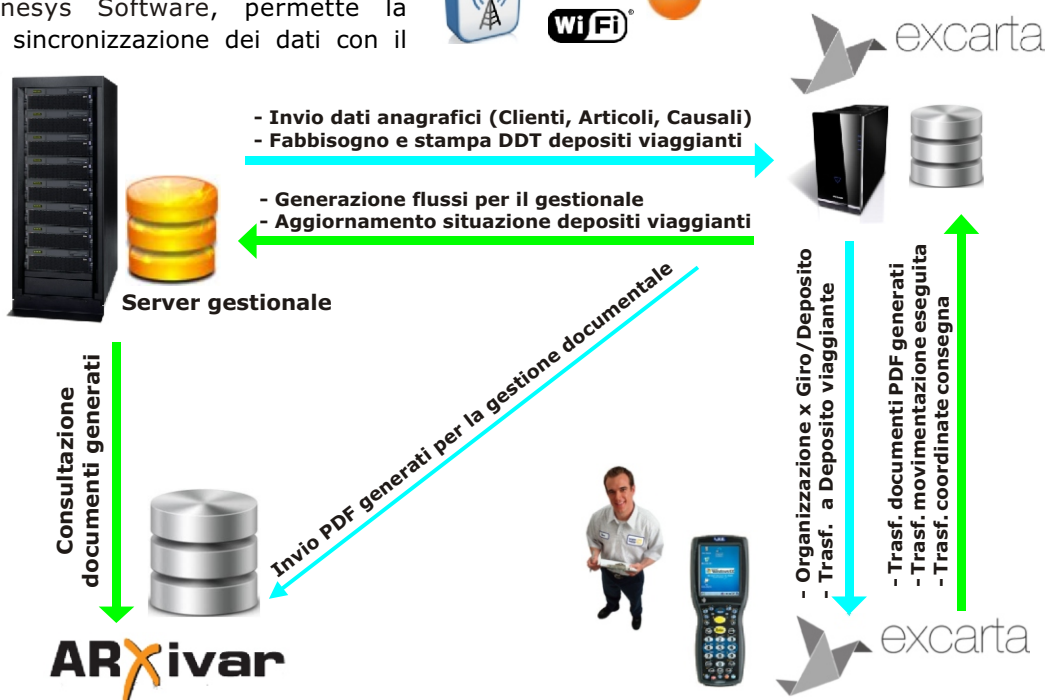 nesys Software, permette la
sincronizzazione dei dati con il
Wi Fi
excarta
- Invio dati anagrafici (Clienti, Articoli, Causali)
- Fabbisogno e stampa DDT depositi viaggianti
- Generazione flussi per il gestionale
- Aggiornamento situazione depositi viaggianti
Server gestionale
Invio PDF generati per la gestione documentale
- Organizzazione x Giro/Deposito
- Trasf. a Deposito viaggiante
- Trasf. documenti PDF generati
- Trasf. movimentazione eseguita
- Trasf. coordinate consegna
Consultazione
documenti generati
ARXivar
excarta